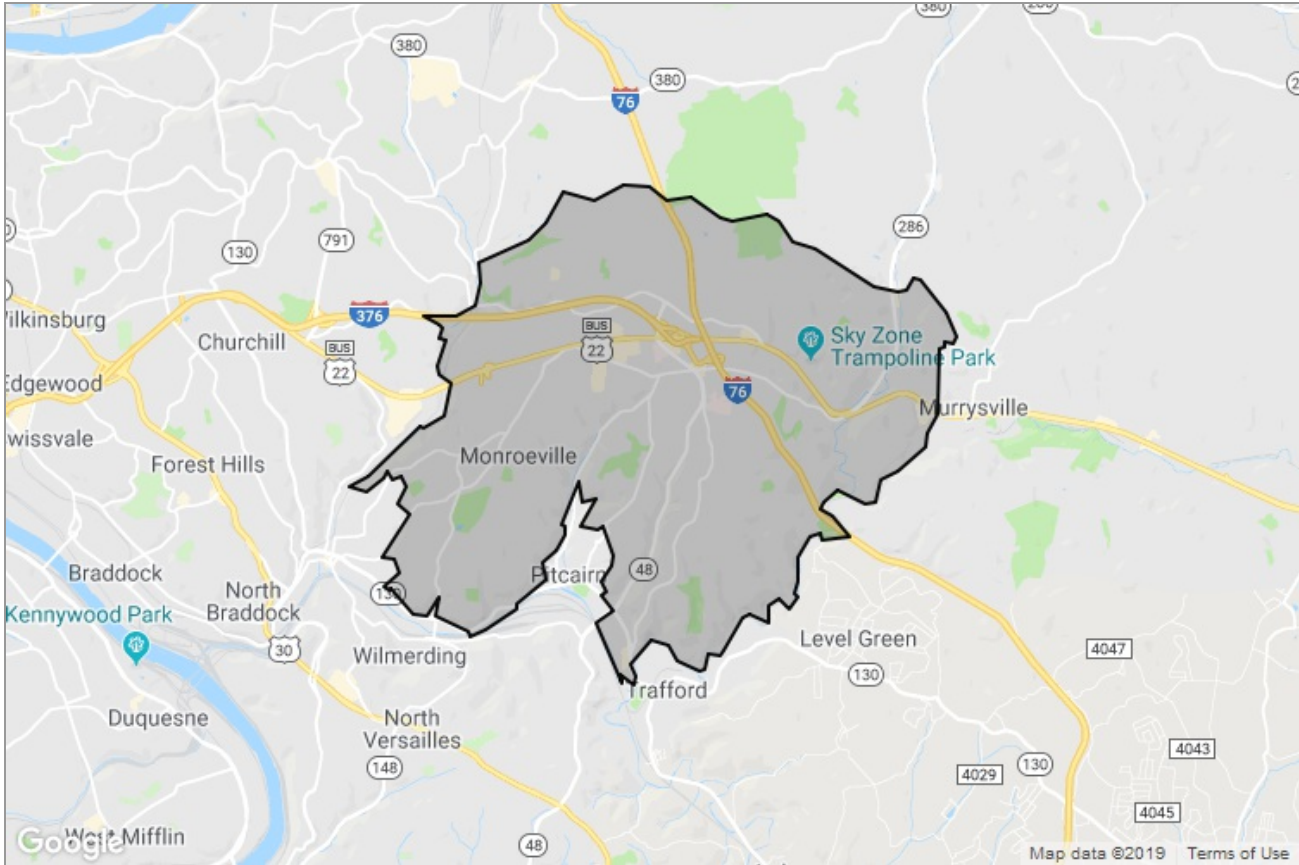 380
380
380
76
130
791
286
376
Wilkinsburg
Churchill
BUS
22
BUS
22
Sky Zone
Trampoline Park
76
Edgewood
Murrysville
wissvale
Forest Hills
Monroeville
Braddock
North
Braddock
130
Pitcairn
48
Kennywood Park
30
Wilmerding
Level Green
4047
130
Trafford
Duquesne
North
Versailles
148
4043
4029
130
4045
West Mifflin
48
Google
Map data ©2019
Terms of Use